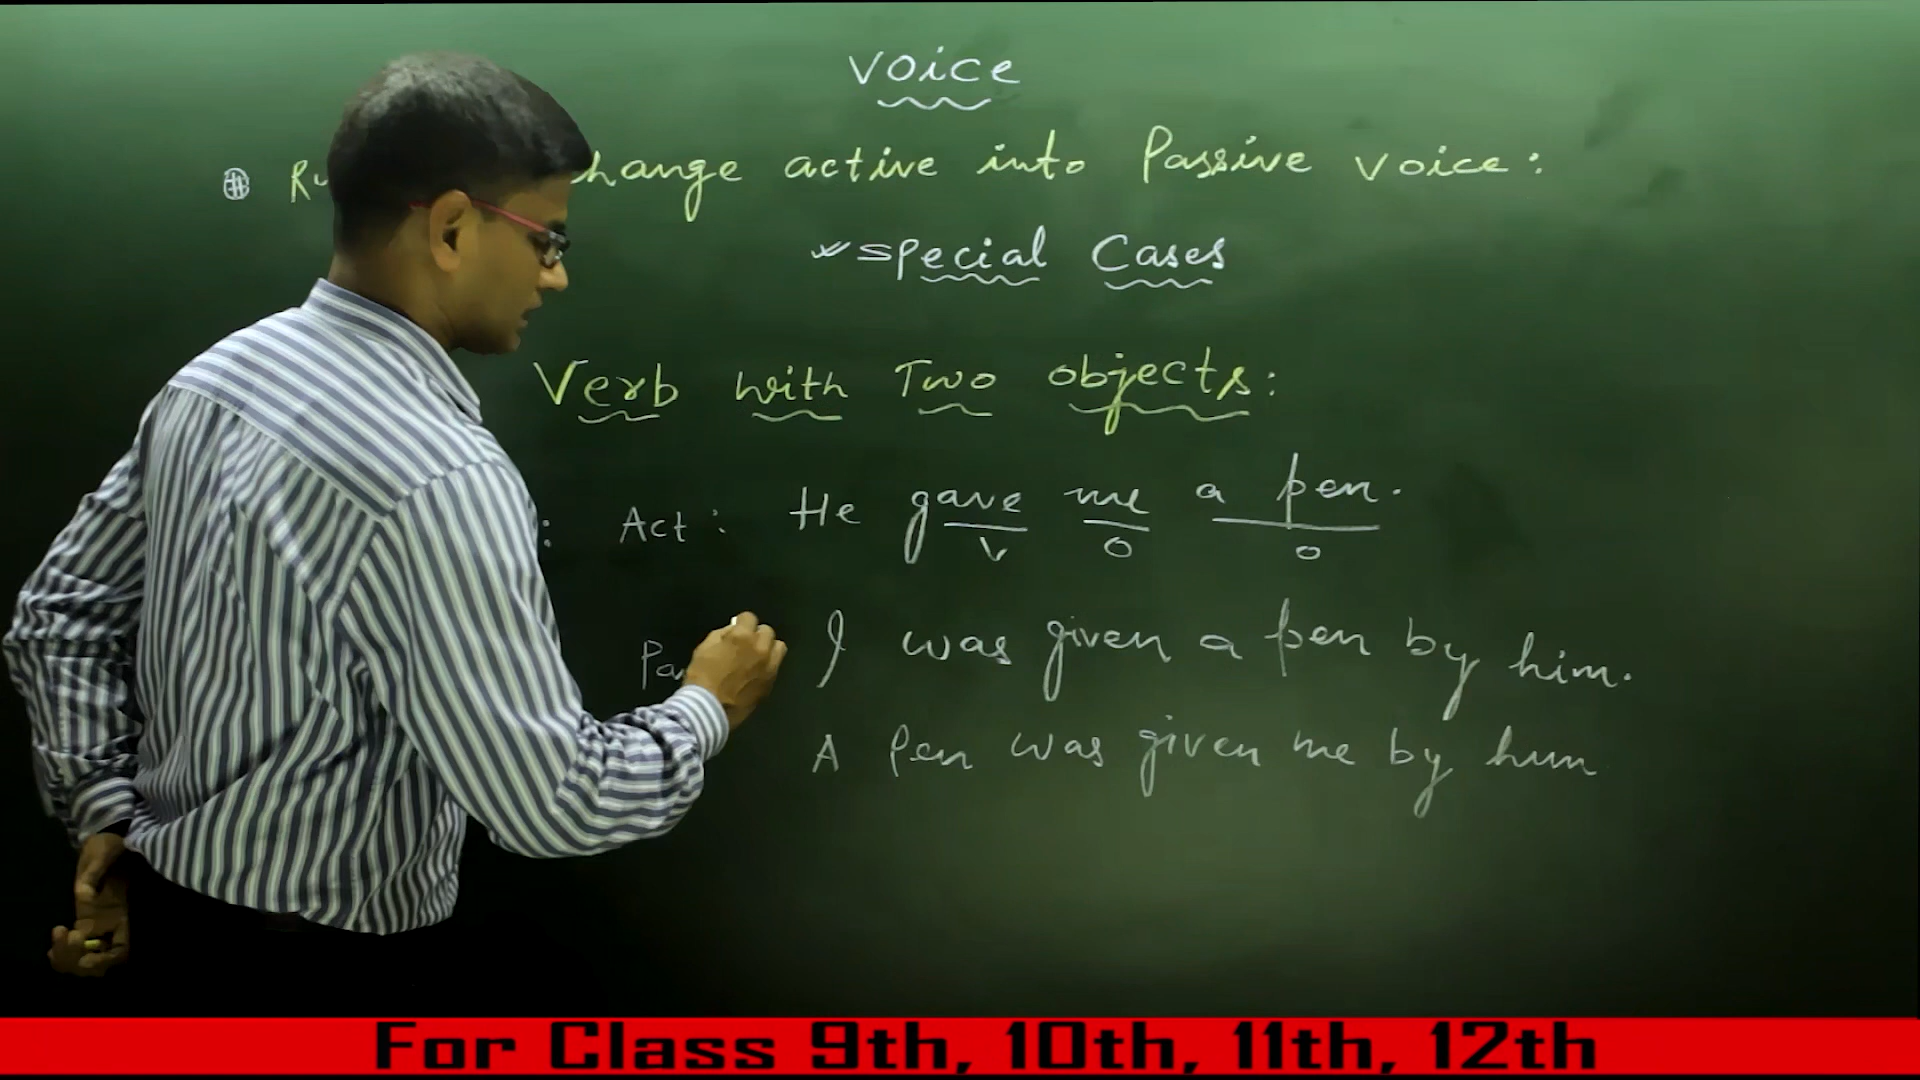 Voice
change active into Passive voice:
Special Cases
Verb with Two objects:
: Act: He gave me a pen.
V O O
I was given a pen by him.
A Pen was given me by him
For Class 9th, 10th, 11th, 12th